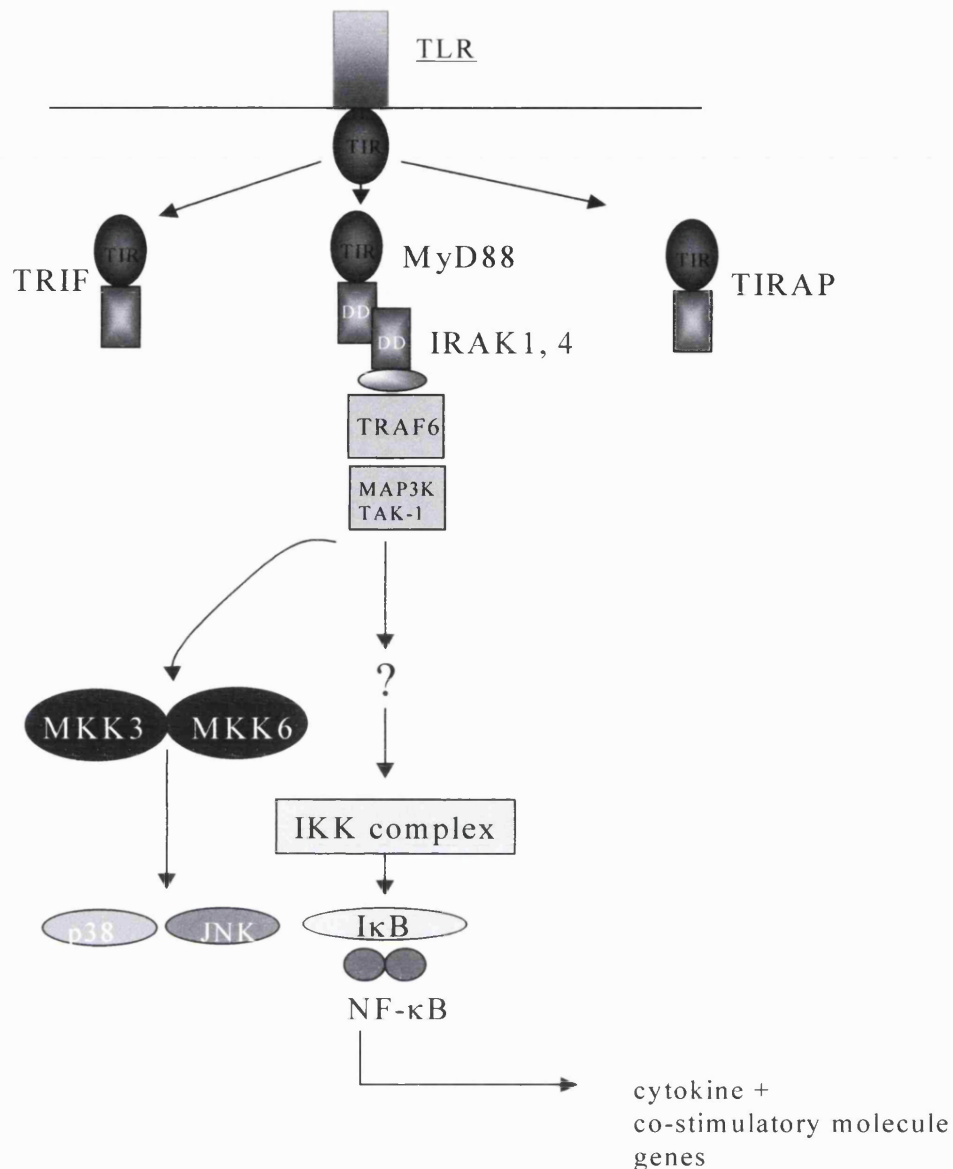 TLR
TIR
TIR
TIR
TIR
TRIF
MyD88
TIRAP
DD
DD
IRAK1, 4
TRAF6
MAP3K
TAK-1
?
MKK3
MKK6
IKK complex
p38
JNK
IκB
NF-κB
cytokine +
co-stimulatory molecule
genes